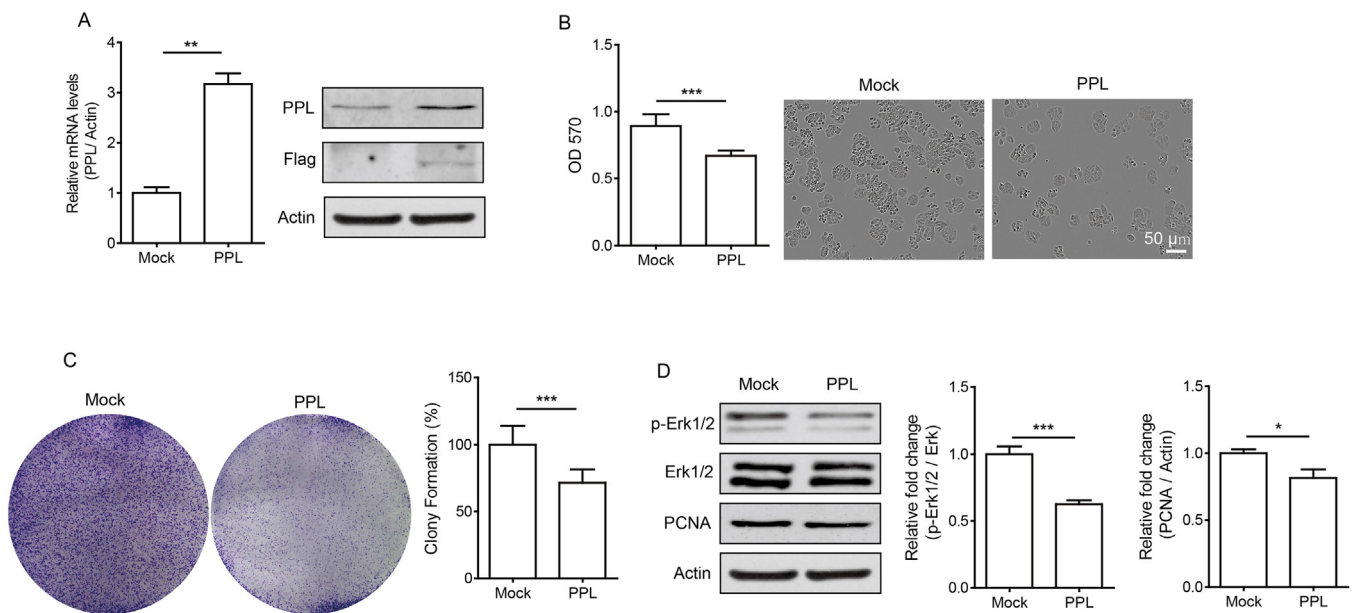 A
Relative mRNA levels
(PPL/ Actin)
4
3
2
1
0
**
Mock
PPL
PPL
Flag
Actin
B
OD 570
1.5
1.0
0.5
0.0
***
Mock
PPL
Mock
PPL
50 µm
C
Mock
PPL
Clony Formation (%)
150
100
50
0
***
Mock
PPL
D
Mock
PPL
p-Erk1/2
Erk1/2
PCNA
Actin
Relative fold change
(p-Erk1/2 / Erk)
1.5
1.0
0.5
0.0
***
Mock
PPL
Relative fold change
(PCNA / Actin)
1.5
1.0
0.5
0.0
*
Mock
PPL